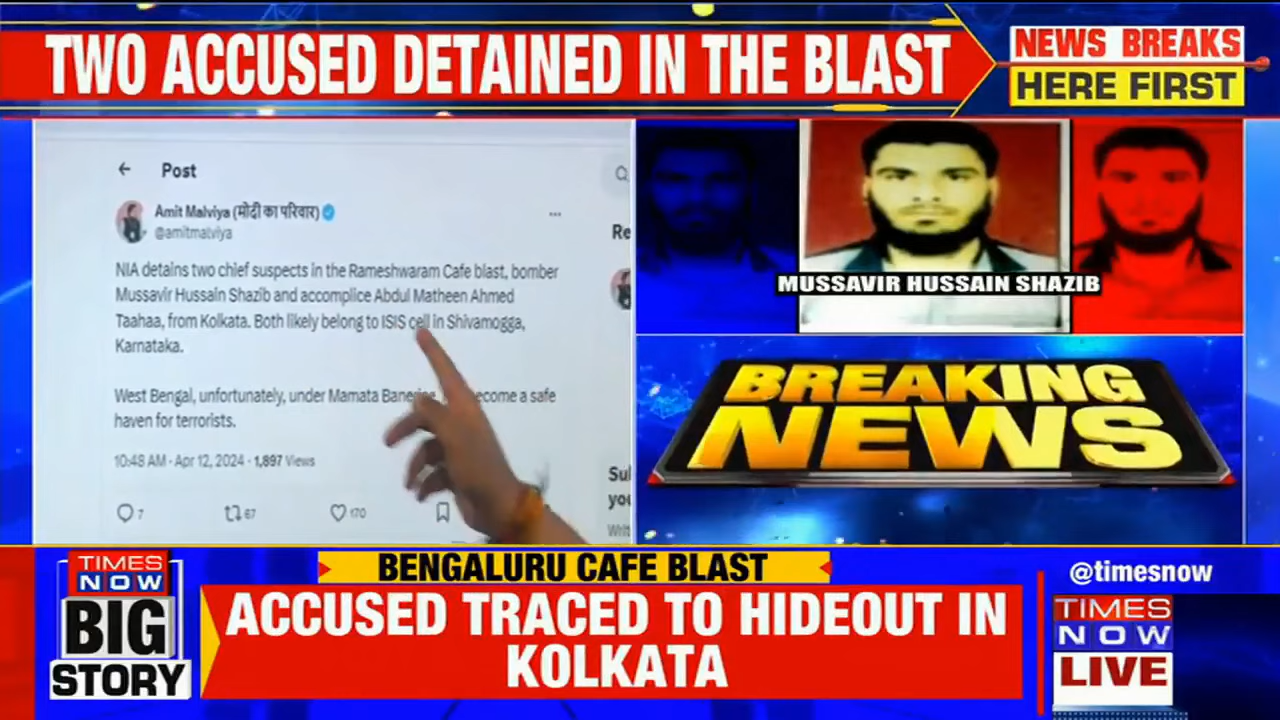 TWO ACCUSED DETAINED IN THE BLAST
NEWS BREAKS
HERE FIRST
Post
Amit Malviya (मोदी का परिवार)
@amitmalviya
NIA detains two chief suspects in the Rameshwaram Cafe blast, bomber
Mussavir Hussain Shazib and accomplice Abdul Matheen Ahmed
Taahaa, from Kolkata. Both likely belong to ISIS cell in Shivamogga,
Karnataka.
West Bengal, unfortunately, under Mamata become a safe
haven for terrorists.
10:48 AM · Apr 12, 2024 · 1,897 Views
7
67
170
Re
MUSSAVIR HUSSAIN SHAZIB
BREAKING
NEWS
TIMES
NOW
BIG
STORY
BENGALURU CAFE BLAST
ACCUSED TRACED TO HIDEOUT IN
KOLKATA
@timesnow
TIMES
NOW
LIVE